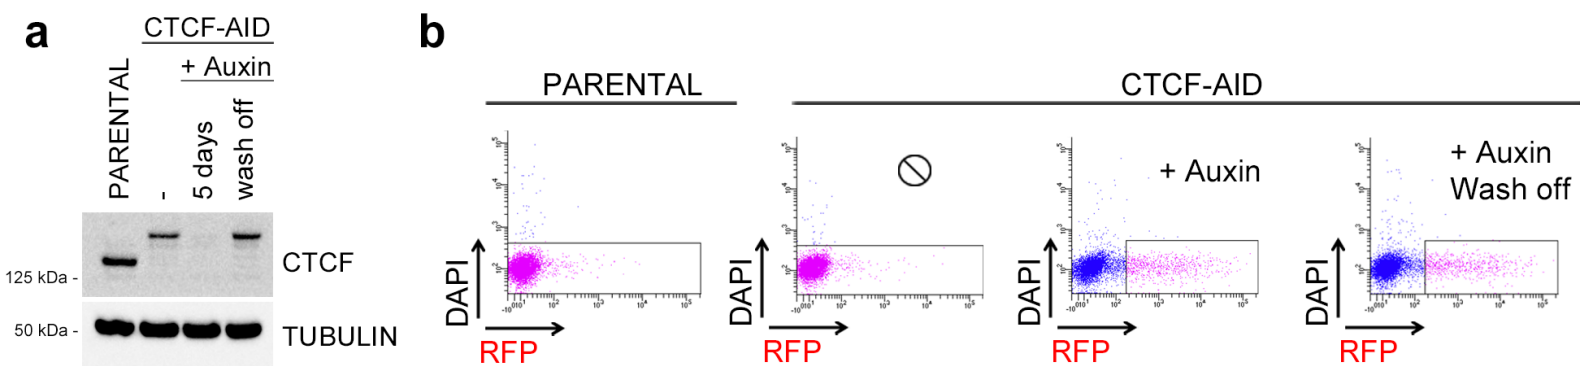 a
CTCF-AID
+ Auxin
PARENTAL
-
5 days
wash off
CTCF
125 kDa -
50 kDa -
TUBULIN
b
PARENTAL
CTCF-AID
+ Auxin
+ Auxin
Wash off
DAPI
DAPI
DAPI
DAPI
RFP
RFP
RFP
RFP